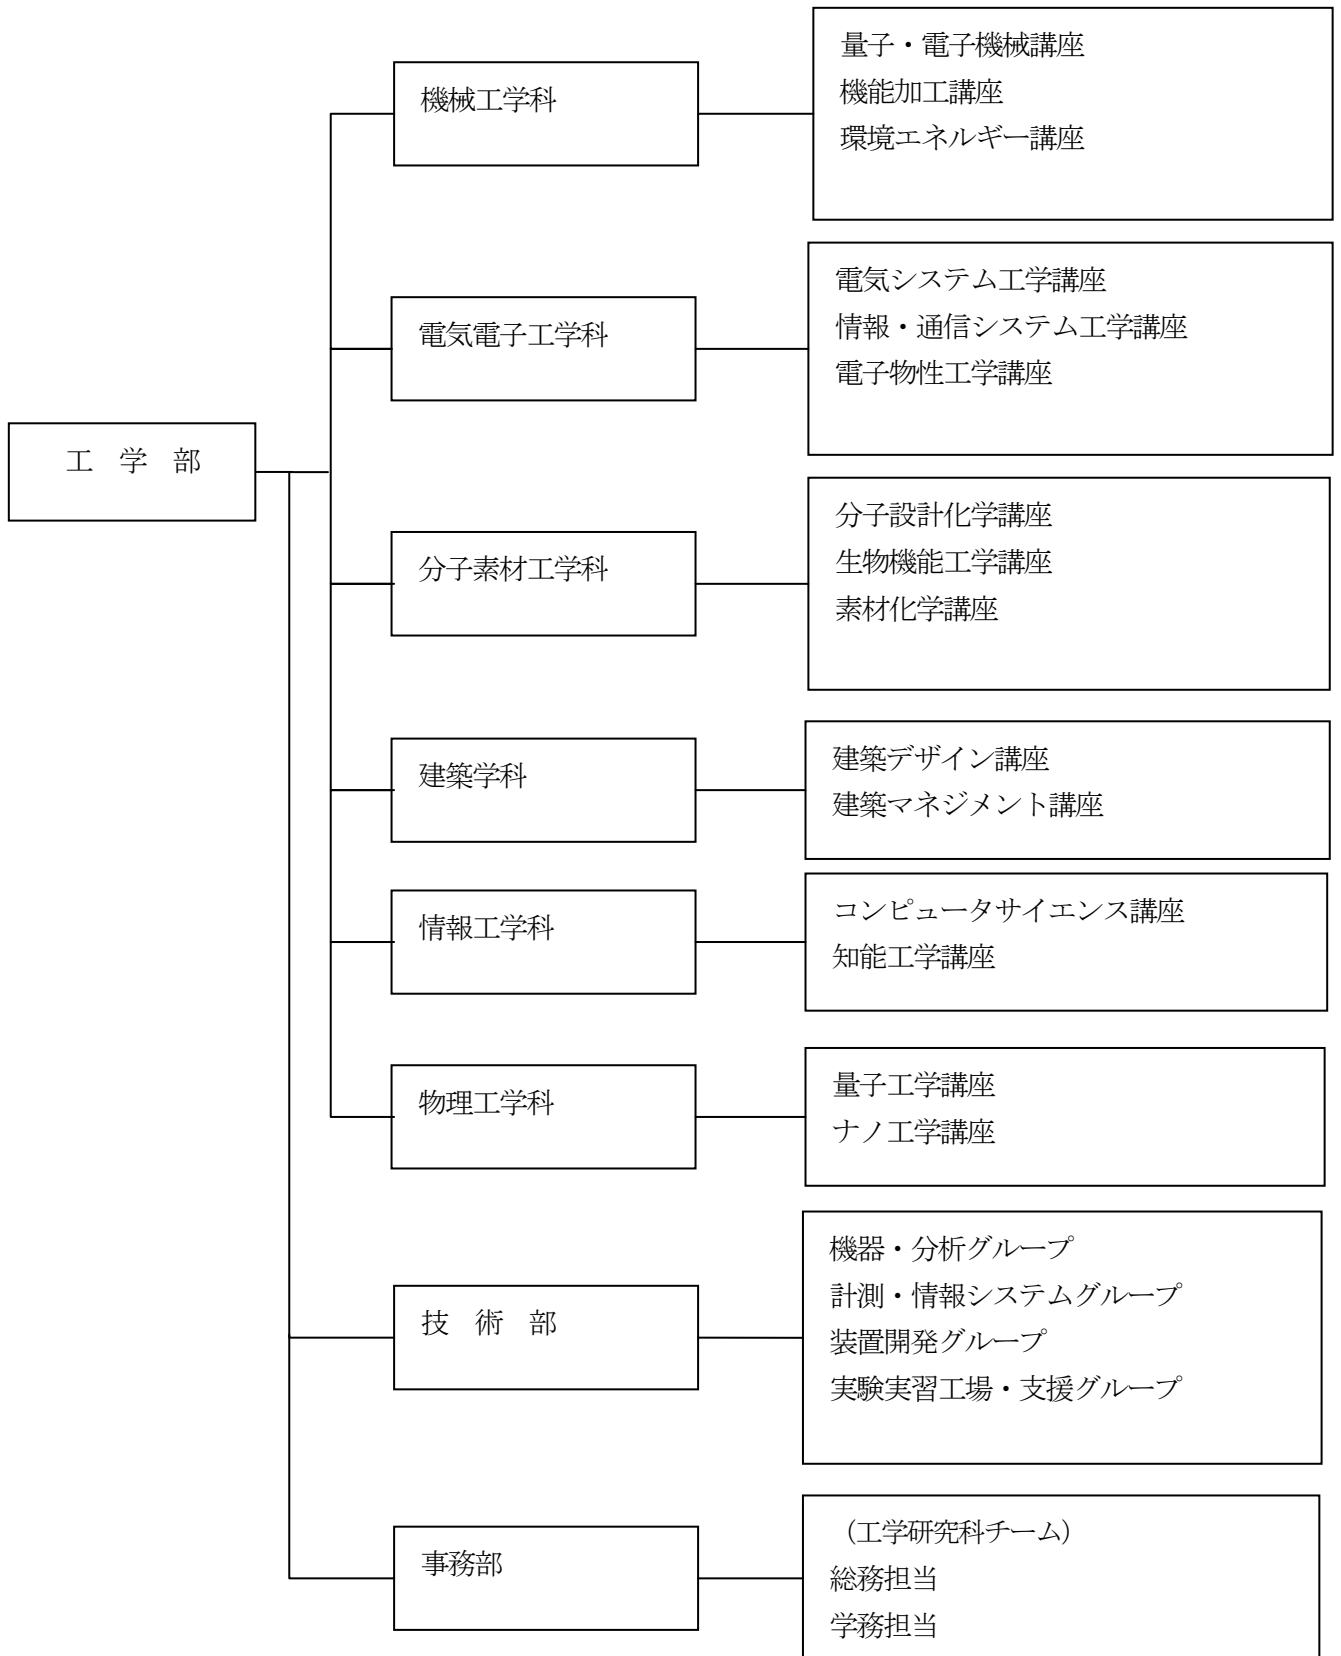 機械工学科
量子・電子機械講座
機能加工講座
環境エネルギー講座
電気電子工学科
電気システム工学講座
情報・通信システム工学講座
電子物性工学講座
工　学　部
分子素材工学科
分子設計化学講座
生物機能工学講座
素材化学講座
建築学科
建築デザイン講座
建築マネジメント講座
情報工学科
コンピュータサイエンス講座
知能工学講座
物理工学科
量子工学講座
ナノ工学講座
技　術　部
機器・分析グループ
計測・情報システムグループ
装置開発グループ
実験実習工場・支援グループ
事務部
（工学研究科チーム）
総務担当
学務担当